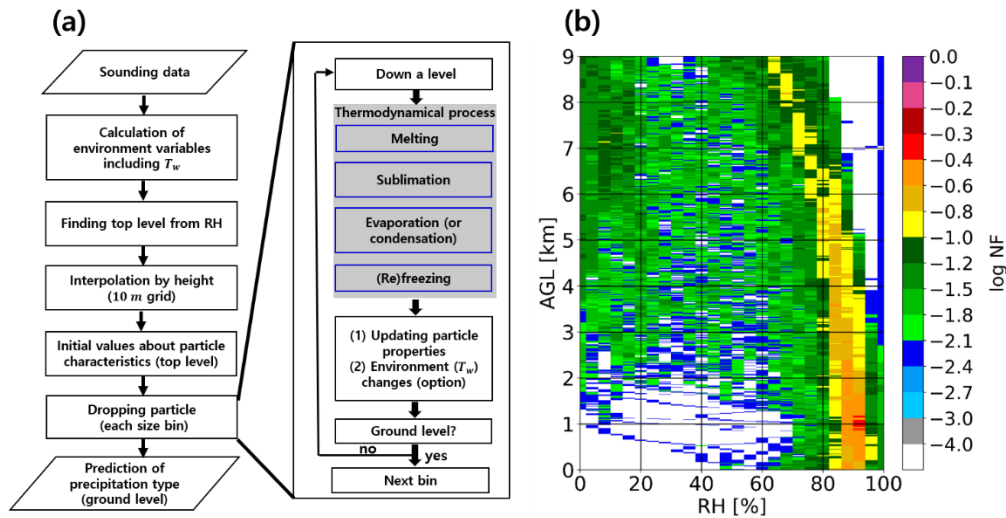 (a)
Sounding data
Calculation of
environment variables
including T_w
Finding top level from RH
Interpolation by height
(10 m grid)
Initial values about particle
characteristics (top level)
Dropping particle
(each size bin)
Prediction of
precipitation type
(ground level)
Down a level
Thermodynamical process
Melting
Sublimation
Evaporation (or
condensation)
(Re)freezing
(1) Updating particle
properties
(2) Environment (T_w)
changes (option)
Ground level?
no
yes
Next bin
(b)
9
8
7
6
5
4
3
2
1
0
AGL [km]
0
20
40
60
80
100
RH [%]
0.0
−0.1
−0.2
−0.3
−0.4
−0.6
−0.8
−1.0
−1.2
−1.5
−1.8
−2.1
−2.4
−2.7
−3.0
−4.0
log NF